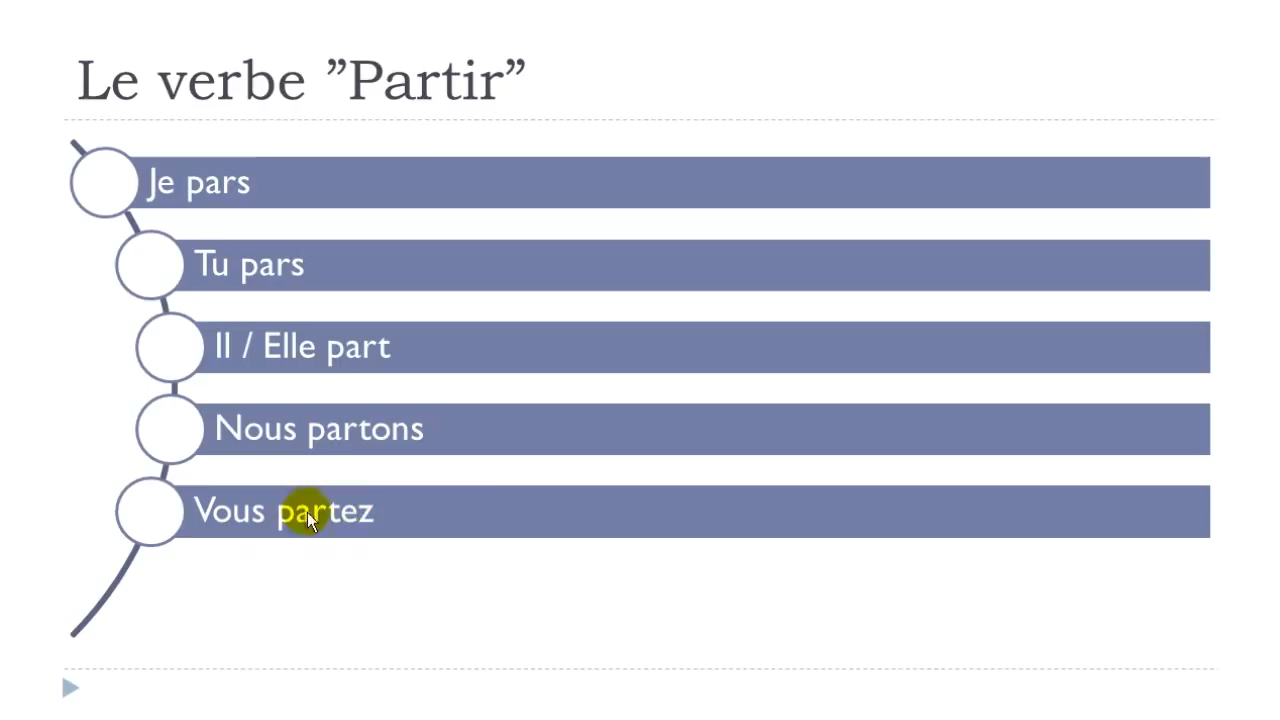 Le verbe ”Partir”
Je pars
Tu pars
Il / Elle part
Nous partons
Vous partez